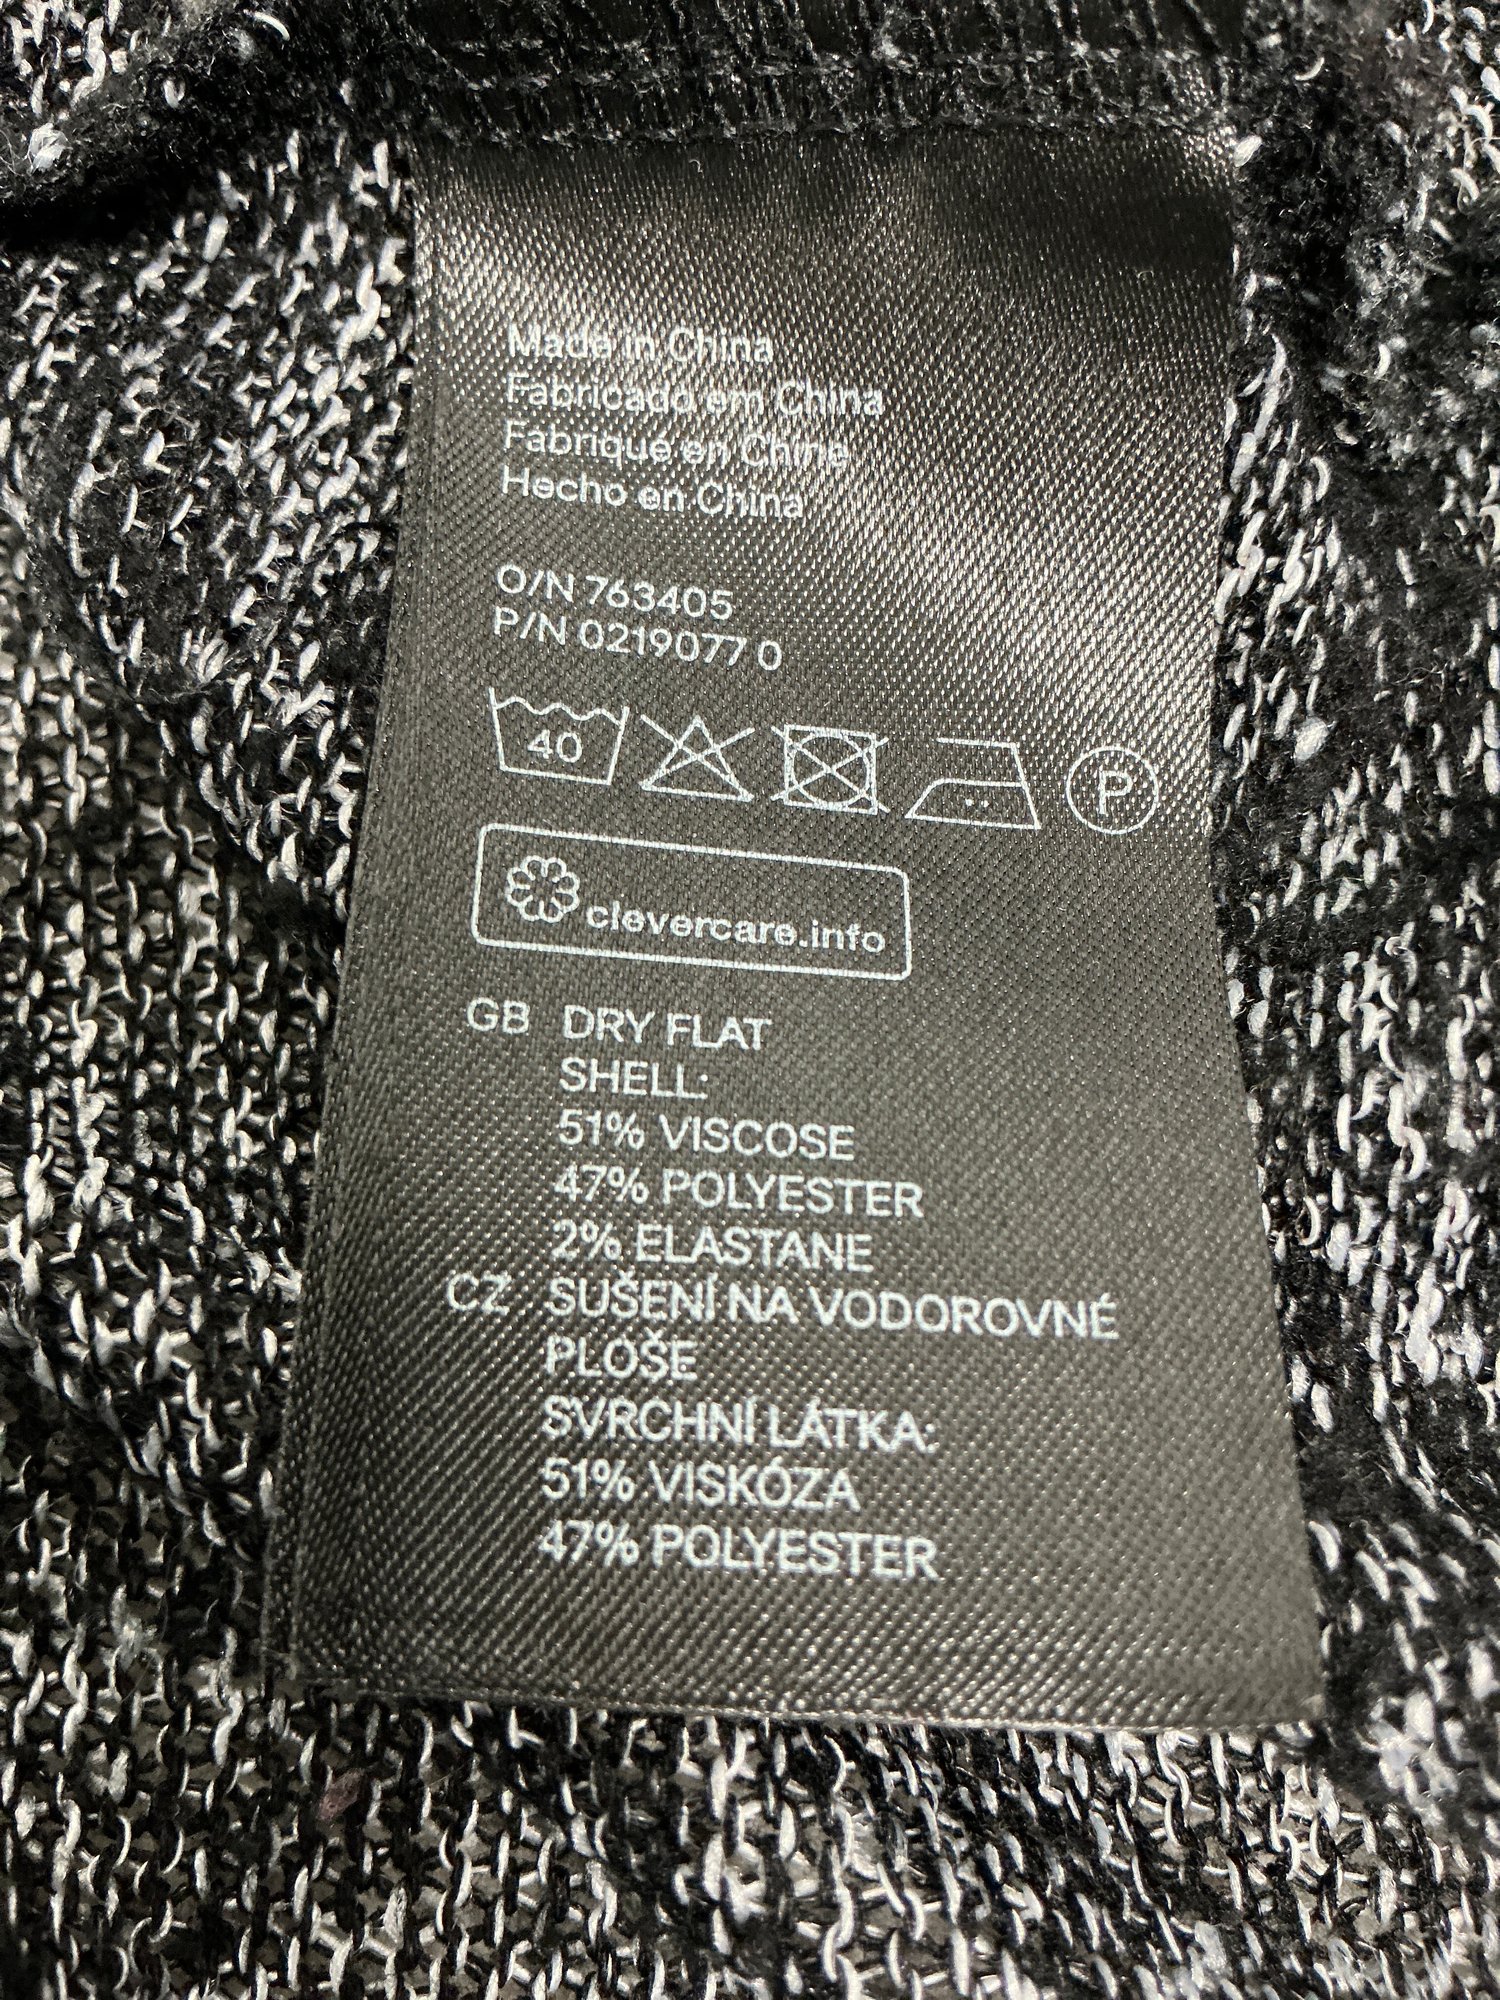 Made in China
Fabricado em China
Fabriqué en Chine
Hecho en China
O/N 763405
P/N 0219077 0
40
P
clevercare.info
GB DRY FLAT
SHELL:
51% VISCOSE
47% POLYESTER
2% ELASTANE
CZ SUŠENÍ NA VODOROVNÉ
PLOŠE
SVRCHNÍ LÁTKA:
51% VISKÓZA
47% POLYESTER